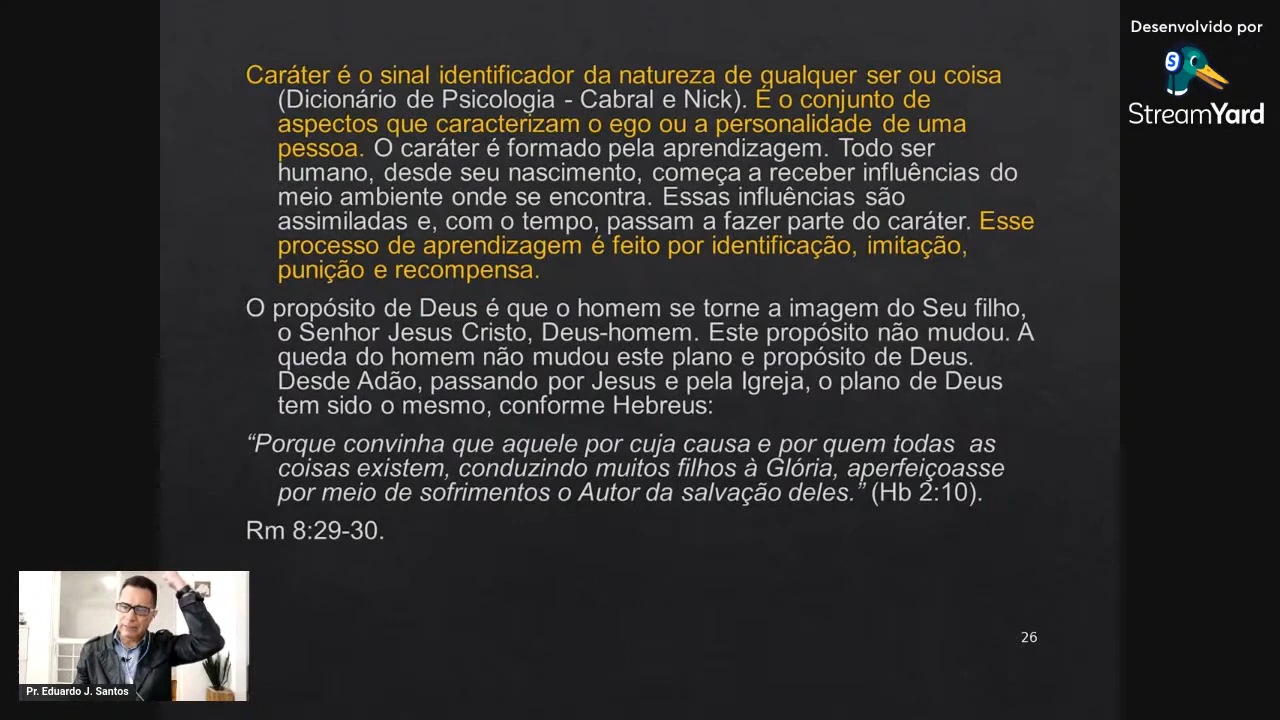 Desenvolvido por
StreamYard
Caráter é o sinal identificador da natureza de qualquer ser ou coisa
(Dicionário de Psicologia - Cabral e Nick). É o conjunto de
aspectos que caracterizam o ego ou a personalidade de uma
pessoa. O caráter é formado pela aprendizagem. Todo ser
humano, desde seu nascimento, começa a receber influências do
meio ambiente onde se encontra. Essas influências são
assimiladas e, com o tempo, passam a fazer parte do caráter. Esse
processo de aprendizagem é feito por identificação, imitação,
punição e recompensa.
O propósito de Deus é que o homem se torne a imagem do Seu filho,
o Senhor Jesus Cristo, Deus-homem. Este propósito não mudou. A
queda do homem não mudou este plano e propósito de Deus.
Desde Adão, passando por Jesus e pela Igreja, o plano de Deus
tem sido o mesmo, conforme Hebreus:
“Porque convinha que aquele por cuja causa e por quem todas as
coisas existem, conduzindo muitos filhos à Glória, aperfeiçoasse
por meio de sofrimentos o Autor da salvação deles.” (Hb 2:10).
Rm 8:29-30.
26
Pr. Eduardo J. Santos